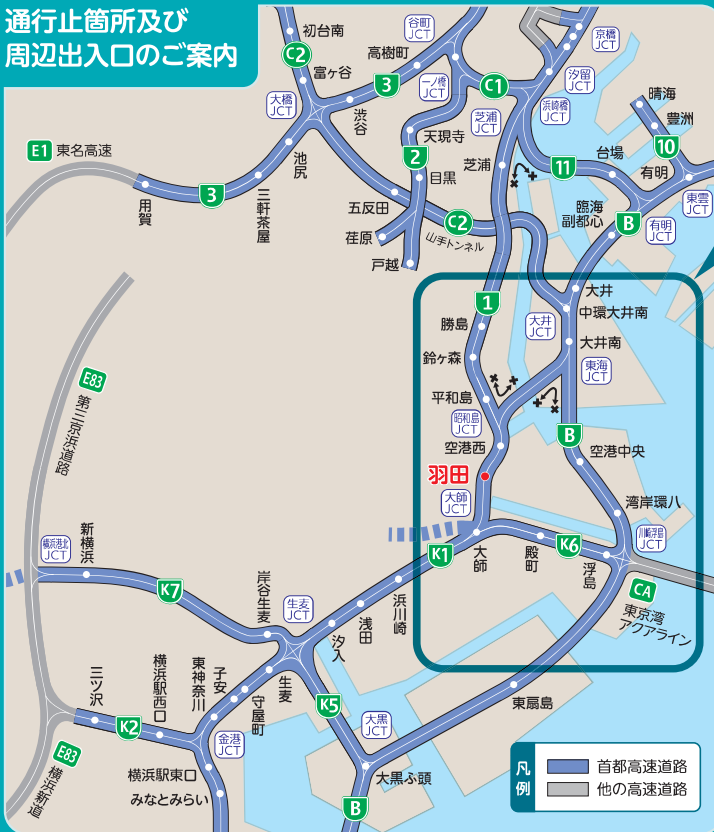 通行止箇所及び
周辺出入口のご案内
初台南
C2
富ヶ谷
谷町
JCT
高樹町
3
一ノ橋
JCT
C1
京橋
JCT
汐留
JCT
浜崎橋
JCT
芝浦
JCT
大橋
JCT
渋谷
天現寺
晴海
豊洲
10
E1
東名高速
池尻
2
目黒
芝浦
11
台場
有明
東雲
JCT
用賀
3
三軒茶屋
五反田
C2
荏原
山手トンネル
戸越
臨海
副都心
B
有明
JCT
1
大井
中環大井南
勝島
大井
JCT
大井南
鈴ヶ森
東海
JCT
平和島
昭和島
JCT
空港西
B
空港中央
E83
第三京浜道路
羽田
大師
JCT
湾岸環八
新横浜
横浜港北
JCT
K1
大師
殿町
K6
浮島
川崎浮島
JCT
K7
岸谷生麦
生麦
JCT
浜川崎
浅田
汐入
CA
東京湾
アクアライン
三ツ沢
横浜駅西口
東神奈川
子安
守屋町
生麦
K5
東扇島
K2
金港
JCT
大黒
JCT
E83
横浜新道
横浜駅東口
みなとみらい
大黒ふ頭
B
凡例
首都高速道路
他の高速道路